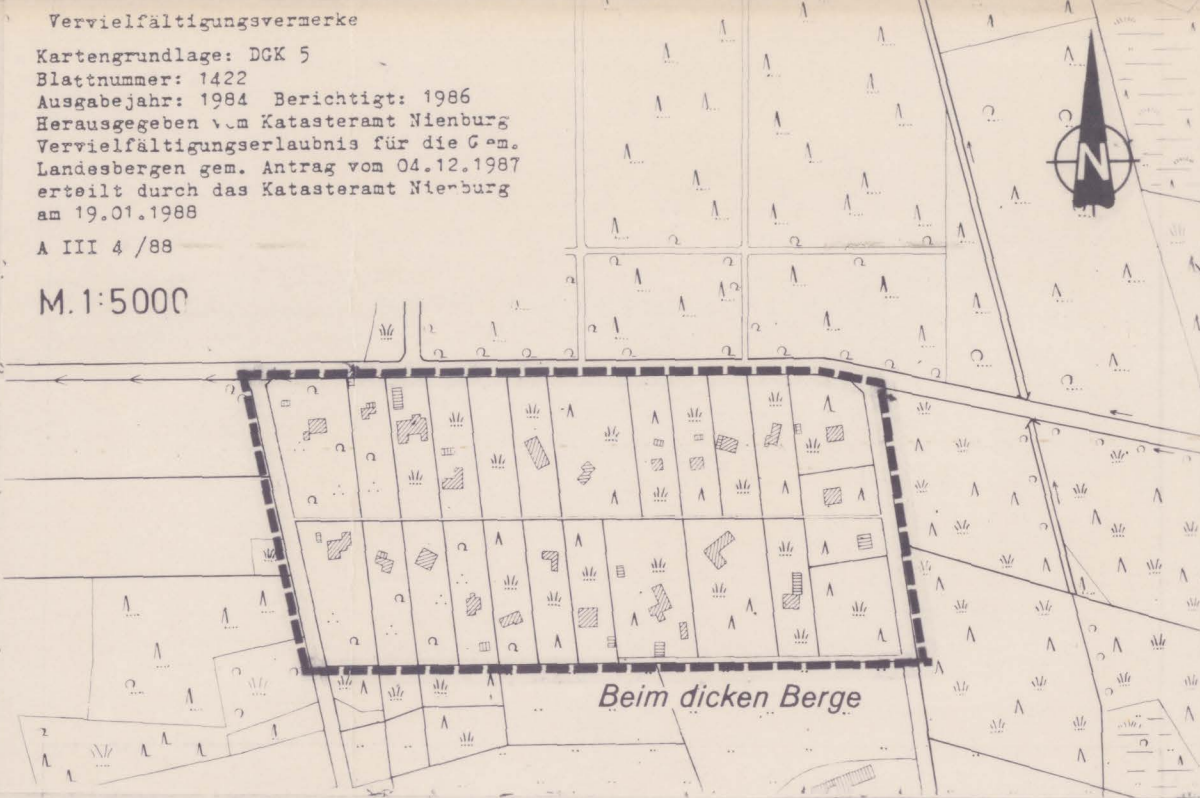 Vervielfältigungsvermerke
Kartengrundlage: DGK 5
Blattnummer: 1422
Ausgabejahr: 1984 Berichtigt: 1986
Herausgegeben vom Katasteramt Nienburg
Vervielfältigungserlaubnis für die Gem.
Landesbergen gem. Antrag vom 04.12.1987
erteilt durch das Katasteramt Nienburg
am 19.01.1988
A III 4 /88
M. 1:5000
N
Beim dicken Berge